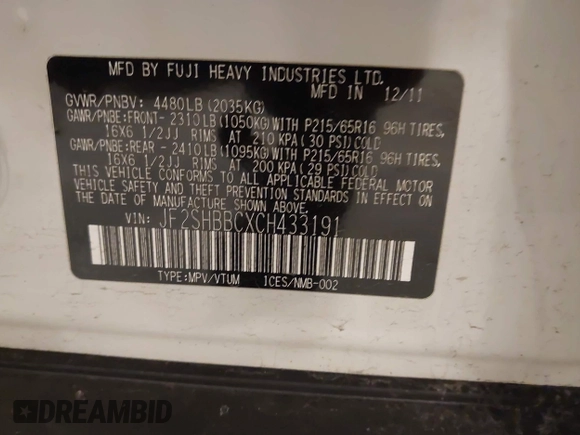 MFD BY FUJI HEAVY INDUSTRIES LTD.
MFD IN 12/11
GVWR/PNBV: 4480LB (2035KG)
GAWR/PNBE:FRONT- 2310LB (1050KG)WITH P215/65R16 96H TIRES,
16X6 1/2JJ RIMS AT 210 KPA (30 PSI)COLD
GAWR/PNBE:REAR - 2410LB (1095KG)WITH P215/65R16 96H TIRES,
16X6 1/2JJ RIMS AT 200 KPA (29 PSI)COLD
THIS VEHICLE CONFORMS TO ALL APPLICABLE FEDERAL MOTOR
VEHICLE SAFETY AND THEFT PREVENTION STANDARDS IN EFFECT
ON THE DATE OF MANUFACTURE SHOWN ABOVE.
VIN: JF2SHBBCXCH433191
TYPE:MPV/VTUM ICES/NMB-002
DREAMBID